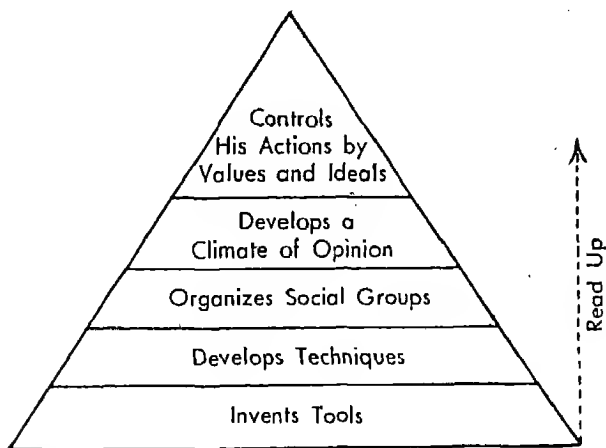 Controls
His Actions by
Values and Ideals
Develops a
Climate of Opinion
Organizes Social Groups
Develops Techniques
Invents Tools
Read Up